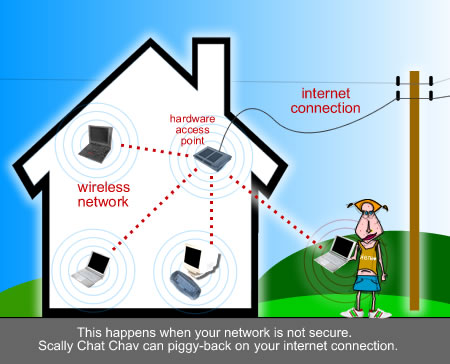 internet
connection
hardware
access
point
wireless
network
This happens when your network is not secure.
Scally Chat Chav can piggy-back on your internet connection.